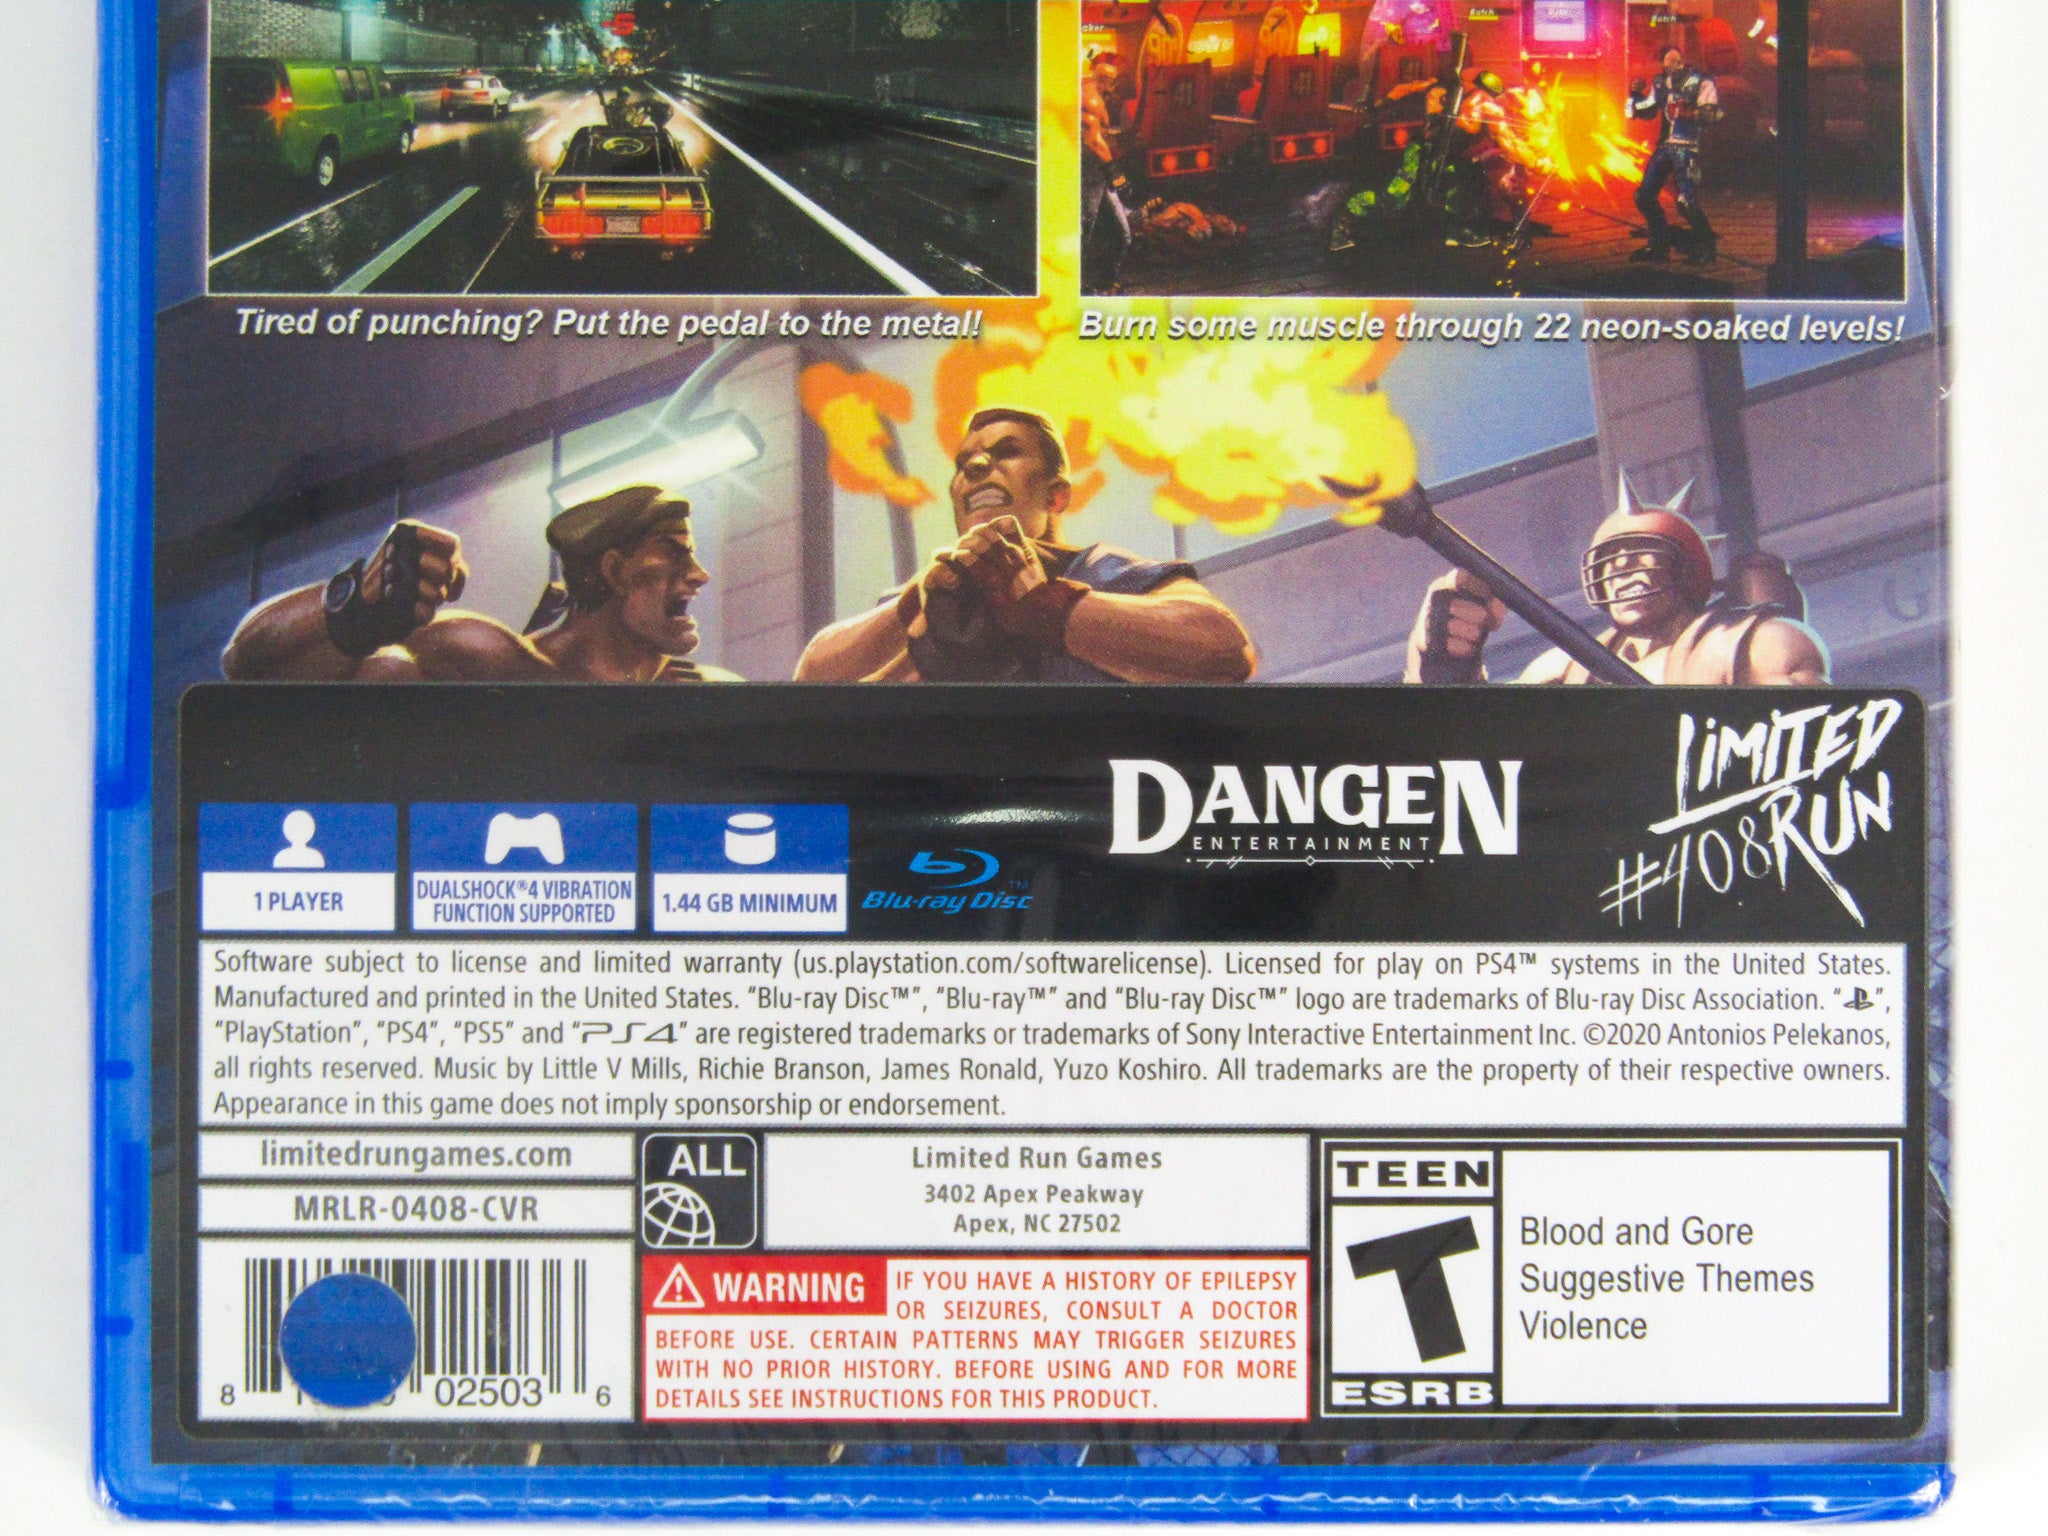 Tired of punching? Put the pedal to the metal!
Burn some muscle through 22 neon-soaked levels!
DANGEN
ENTERTAINMENT
LiMITED
RUN
#408
1 PLAYER
DUALSHOCK®4 VIBRATION
FUNCTION SUPPORTED
1.44 GB MINIMUM
Blu-ray Disc™
Software subject to license and limited warranty (us.playstation.com/softwarelicense). Licensed for play on PS4™ systems in the United States.
Manufactured and printed in the United States. “Blu-ray Disc™”, “Blu-ray™” and “Blu-ray Disc™” logo are trademarks of Blu-ray Disc Association. “ ”,
“PlayStation”, “PS4”, “PS5” and “PS4” are registered trademarks or trademarks of Sony Interactive Entertainment Inc. ©2020 Antonios Pelekanos,
all rights reserved. Music by Little V Mills, Richie Branson, James Ronald, Yuzo Koshiro. All trademarks are the property of their respective owners.
Appearance in this game does not imply sponsorship or endorsement.
limitedrungames.com
MRLR-0408-CVR
ALL
Limited Run Games
3402 Apex Peakway
Apex, NC 27502
WARNING IF YOU HAVE A HISTORY OF EPILEPSY
OR SEIZURES, CONSULT A DOCTOR
BEFORE USE. CERTAIN PATTERNS MAY TRIGGER SEIZURES
WITH NO PRIOR HISTORY. BEFORE USING AND FOR MORE
DETAILS SEE INSTRUCTIONS FOR THIS PRODUCT.
TEEN
T
ESRB
Blood and Gore
Suggestive Themes
Violence
8 02503 6